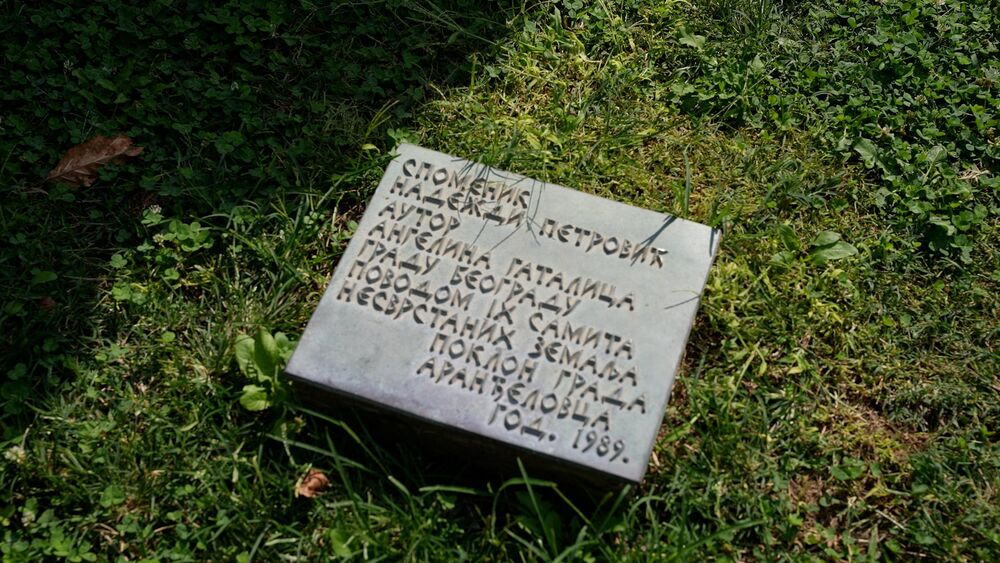 СПОМЕНИК
НАДЕЖДИ ПЕТРОВИЋ
АУТОР
АНГЕЛИНА ГАТАЛИЦА
ГРАДУ БЕОГРАДУ
ПОВОДОМ IX САМИТА
НЕСВРСТАНИХ ЗЕМАЉА
ПОКЛОН ГРАДА
АРАНЂЕЛОВЦА
ГОД. 1989.